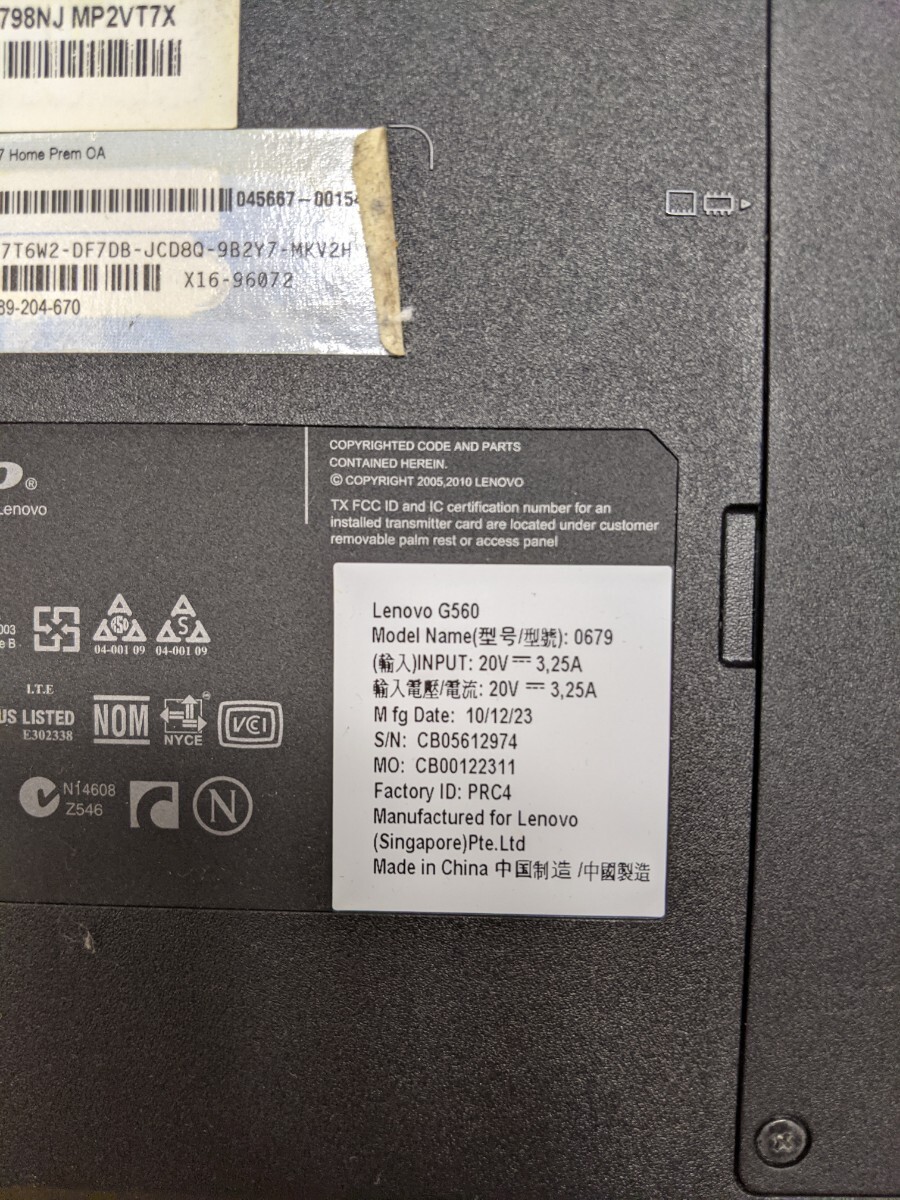 798NJ MP2VT7X
7 Home Prem OA
045667-00154
7T6W2-DF7DB-JCD8Q-9B2Y7-MKV2H
X16-96072
89-204-670
®
Lenovo
COPYRIGHTED CODE AND PARTS
CONTAINED HEREIN.
© COPYRIGHT 2005,2010 LENOVO
TX FCC ID and IC certification number for an
installed transmitter card are located under customer
removable palm rest or access panel
Lenovo G560
Model Name(型号/型號): 0679
(輸入)INPUT: 20V⎓3,25A
輸入電壓/電流: 20V ⎓ 3,25A
Mfg Date: 10/12/23
S/N: CB05612974
MO: CB00122311
Factory ID: PRC4
Manufactured for Lenovo
(Singapore)Pte.Ltd
Made in China 中国制造 /中國製造
003
e B
RSD
S
04-001 09 04-001 09
I.T.E
US LISTED
E302338
NOM
NYCE
VCI
N14608
Z546
N